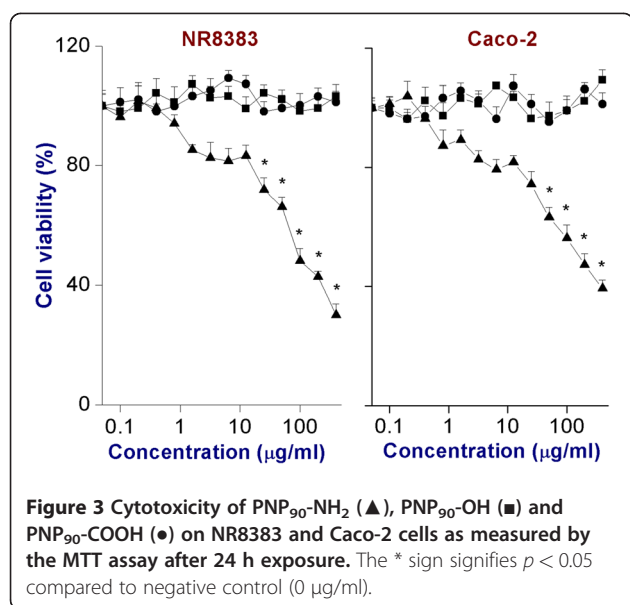 NR8383
Caco-2
120
80
40
0
Cell viability (%)
0.1 1 10 100
0.1 1 10 100
Concentration (µg/ml)
Concentration (µg/ml)
* * * * *
* * * *
Figure 3 Cytotoxicity of PNP₉₀-NH₂ (▲), PNP₉₀-OH (■) and
PNP₉₀-COOH (●) on NR8383 and Caco-2 cells as measured by
the MTT assay after 24 h exposure. The * sign signifies p < 0.05
compared to negative control (0 µg/ml).